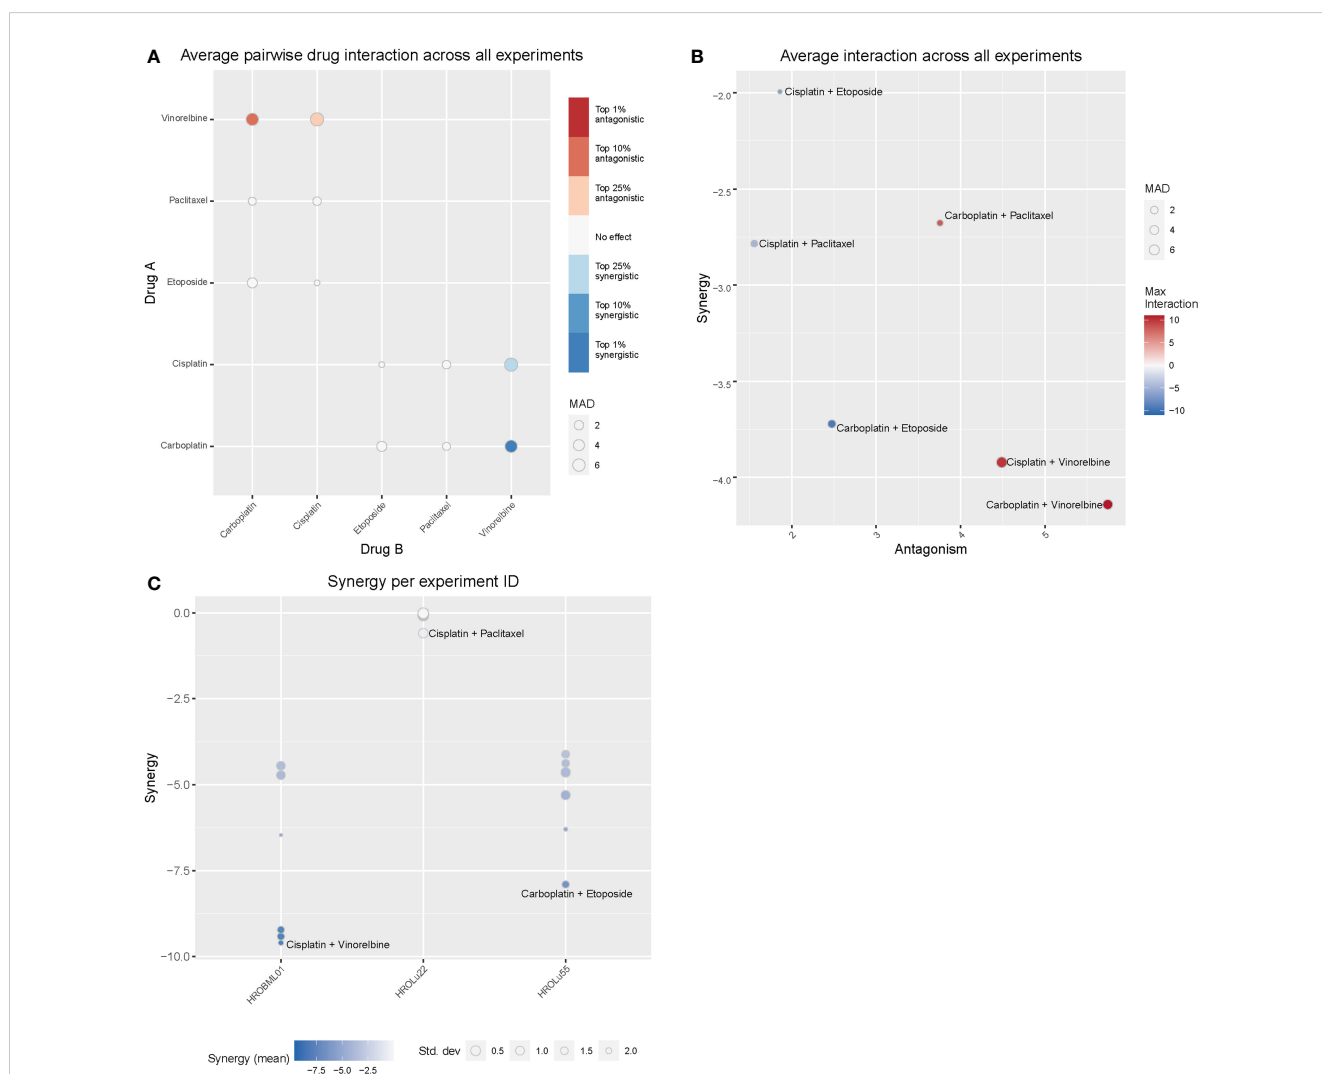 A Average pairwise drug interaction across all experiments
Vinorelbine
Paclitaxel
Etoposide
Cisplatin
Carboplatin
Drug A
Carboplatin
Cisplatin
Etoposide
Paclitaxel
Vinorelbine
Drug B
Top 1%
antagonistic
Top 10%
antagonistic
Top 25%
antagonistic
No effect
Top 25%
synergistic
Top 10%
synergistic
Top 1%
synergistic
MAD
2
4
6
B Average interaction across all experiments
−2.0
−2.5
−3.0
−3.5
−4.0
Synergy
Cisplatin + Etoposide
Carboplatin + Paclitaxel
Cisplatin + Paclitaxel
Carboplatin + Etoposide
Cisplatin + Vinorelbine
Carboplatin + Vinorelbine
2
3
4
5
Antagonism
MAD
2
4
6
Max
Interaction
10
5
0
−5
−10
C Synergy per experiment ID
0.0
−2.5
−5.0
−7.5
−10.0
Synergy
Cisplatin + Paclitaxel
Carboplatin + Etoposide
Cisplatin + Vinorelbine
HROBML01
HROLu22
HROLu55
Synergy (mean)
−7.5 −5.0 −2.5
Std. dev 0.5 1.0 1.5 2.0